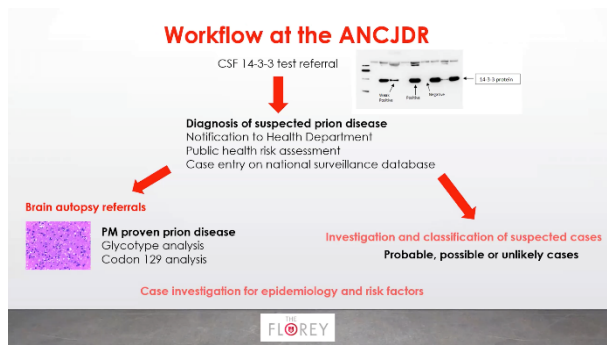 Workflow at the ANCJDR
CSF 14-3-3 test referral
14-3-3 protein
Weak Positive
Positive
Negative
Diagnosis of suspected prion disease
Notification to Health Department
Public health risk assessment
Case entry on national surveillance database
Brain autopsy referrals
PM proven prion disease
Glycotype analysis
Codon 129 analysis
Investigation and classification of suspected cases
Probable, possible or unlikely cases
Case investigation for epidemiology and risk factors
THE
FLOREY